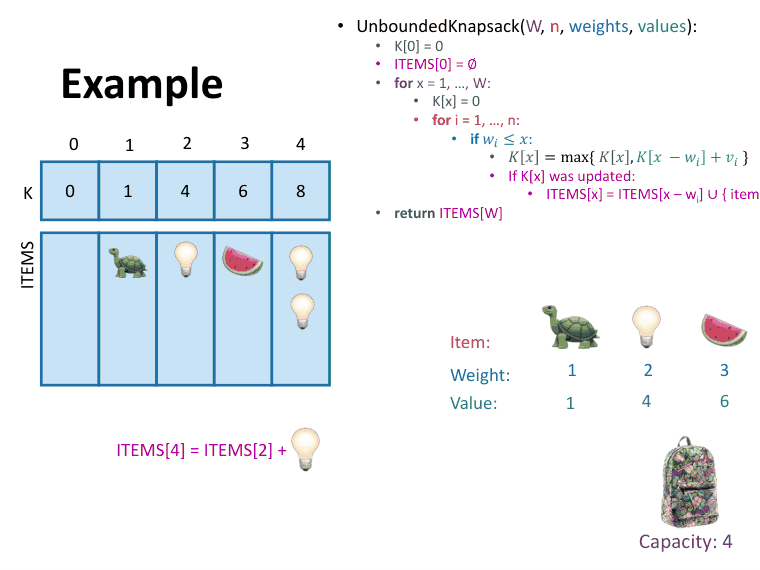 • UnboundedKnapsack(W, n, weights, values):
• K[0] = 0
• ITEMS[0] = ∅
• for x = 1, …, W:
• K[x] = 0
• for i = 1, …, n:
• if wᵢ ≤ x:
• K[x] = max{ K[x], K[x − wᵢ] + vᵢ }
• If K[x] was updated:
• ITEMS[x] = ITEMS[x – wᵢ] ∪ { item
• return ITEMS[W]
Example
0 1 2 3 4
K 0 1 4 6 8
ITEMS
ITEMS[4] = ITEMS[2] +
Item:
Weight: 1 2 3
Value: 1 4 6
Capacity: 4